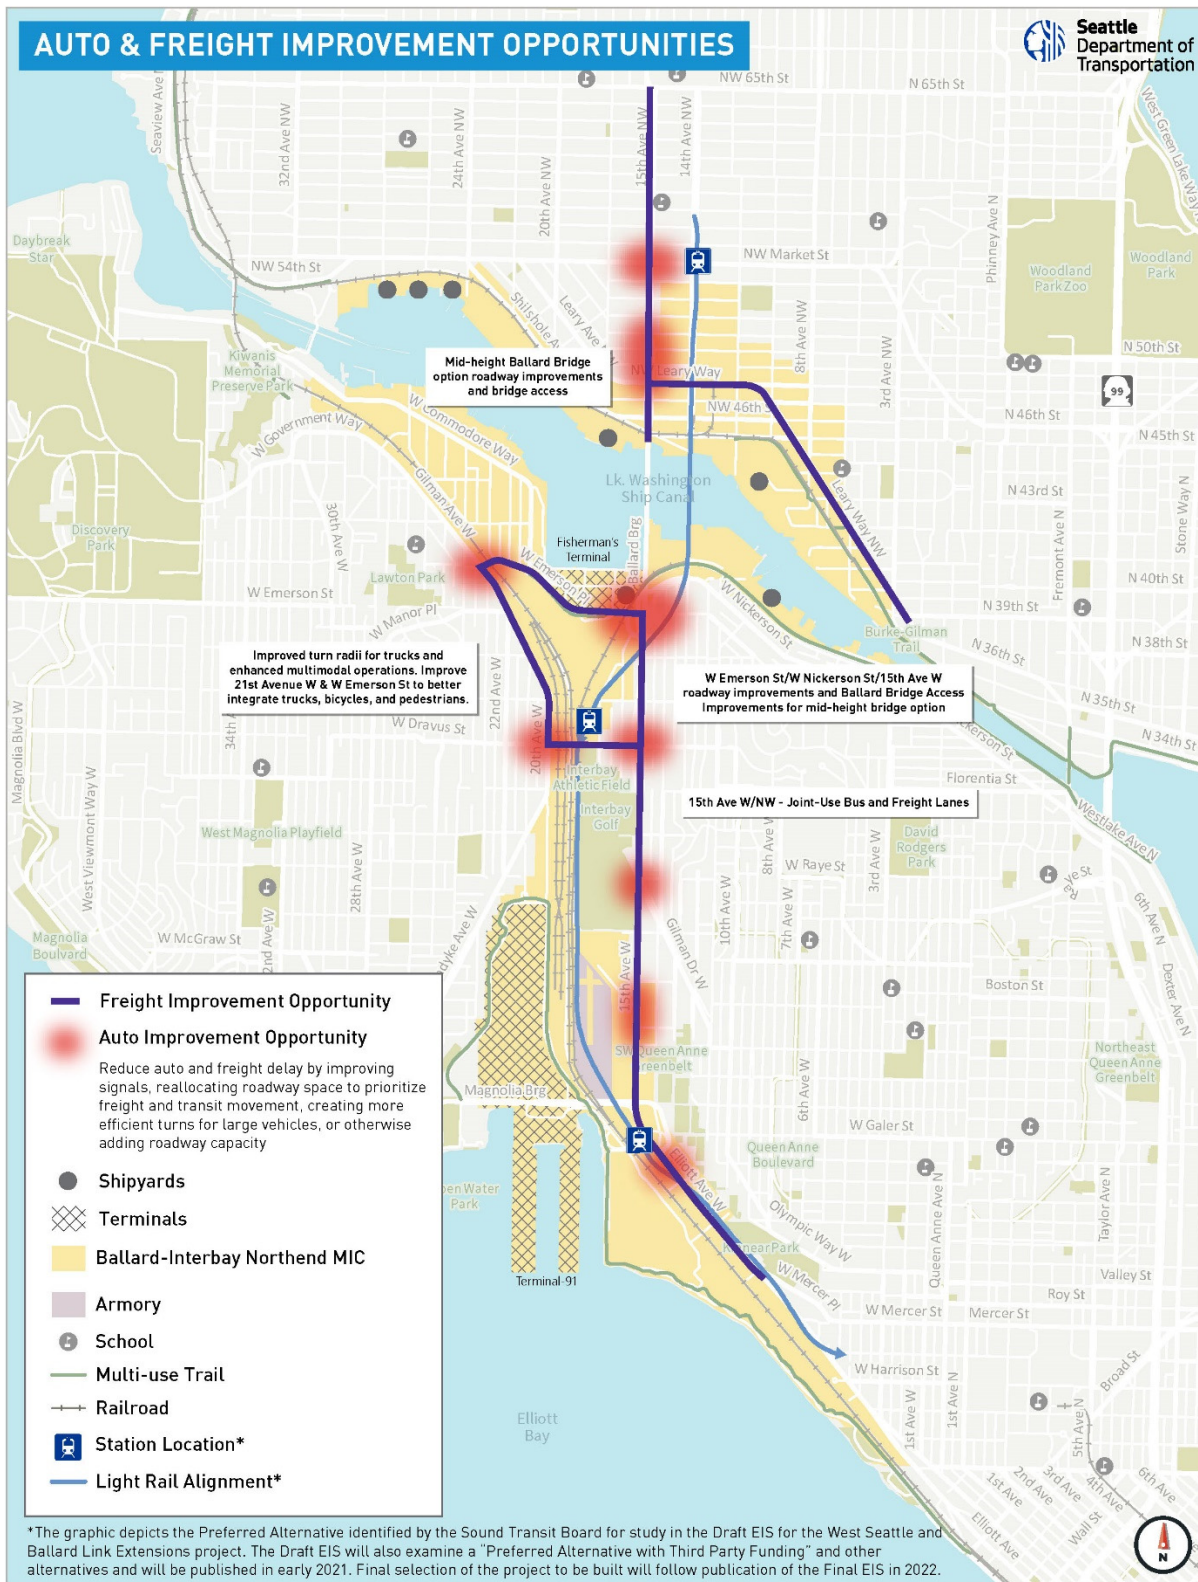 AUTO & FREIGHT IMPROVEMENT OPPORTUNITIES
Seattle
Department of
Transportation
Seaview Ave N
32nd Ave NW
24th Ave NW
20th Ave NW
15th Ave NW
14th Ave NW
NW 65th St
N 65th St
West Green Lake Way
Phinney Ave N
Daybreak
Star
NW 54th St
NW Market St
Woodland
Park Zoo
Woodland
Park
Shilshole Ave
Leary Ave NW
8th Ave NW
3rd Ave NW
N 50th St
Kiwanis
Memorial
Preserve Park
Mid-height Ballard Bridge
option roadway improvements
and bridge access
NW Leary Way
99
W Commodore Way
NW 46th S
N 46th St
N 45th St
W Government Way
Gilman Ave W
Lk. Washington
Ship Canal
Leary Way NW
N 43rd St
Stone Way N
Discovery
Park
30th Ave W
Fisherman's
Terminal
Ballard Brg
Fremont Ave N
Lawton Park
W Emerson Pl
N 40th St
W Emerson St
W Nickerson St
N 39th St
W Manor Pl
Burke-Gilman
Trail
N 38th St
N 36th St
Improved turn radii for trucks and
enhanced multimodal operations. Improve
21st Avenue W & W Emerson St to better
integrate trucks, bicycles, and pedestrians.
W Emerson St/W Nickerson St/15th Ave W
roadway improvements and Ballard Bridge Access
Improvements for mid-height bridge option
N 35th St
Magnolia Blvd W
34th
W Dravus St
22nd Ave W
20th Ave W
ckerson St
N 34th St
West Viewmont Way W
Interbay
Athletic Field
Florentia St
Interbay
Golf
15th Ave W/NW - Joint-Use Bus and Freight Lanes
Westlake Ave N
West Magnolia Playfield
28th Ave W
8th Ave W
W Raye St
3rd Ave W
David
Rodgers
Park
Raye St
10th Ave W
7th Ave W
6th Ave N
Magnolia
Boulvard
W McGraw St
2nd Ave W
dyke Ave W
15th Ave W
Gilman Dr W
Boston St
Dexter Ave N
SW Queen Anne
Greenbelt
Northeast
Queen Anne
Greenbelt
Magnolia Brg
6th Ave W
W Galer St
Queen Anne
Boulevard
Elliott Ave W
Queen Anne Ave N
Taylor Ave N
pen Water
Park
Olympic Way W
Kinnear Park
W Mercer Pl
Valley St
Roy St
Terminal-91
W Mercer St
Mercer St
W Harrison St
Broad St
1st Ave W
1st Ave N
5th Ave N
Elliott
Bay
1st Ave
2nd Ave
3rd Ave
4th Ave
6th Ave
Wall St
Elliott Ave
Freight Improvement Opportunity
Auto Improvement Opportunity
Reduce auto and freight delay by improving
signals, reallocating roadway space to prioritize
freight and transit movement, creating more
efficient turns for large vehicles, or otherwise
adding roadway capacity
Shipyards
Terminals
Ballard-Interbay Northend MIC
Armory
School
Multi-use Trail
Railroad
Station Location*
Light Rail Alignment*
*The graphic depicts the Preferred Alternative identified by the Sound Transit Board for study in the Draft EIS for the West Seattle and
Ballard Link Extensions project. The Draft EIS will also examine a "Preferred Alternative with Third Party Funding" and other
alternatives and will be published in early 2021. Final selection of the project to be built will follow publication of the Final EIS in 2022.
N